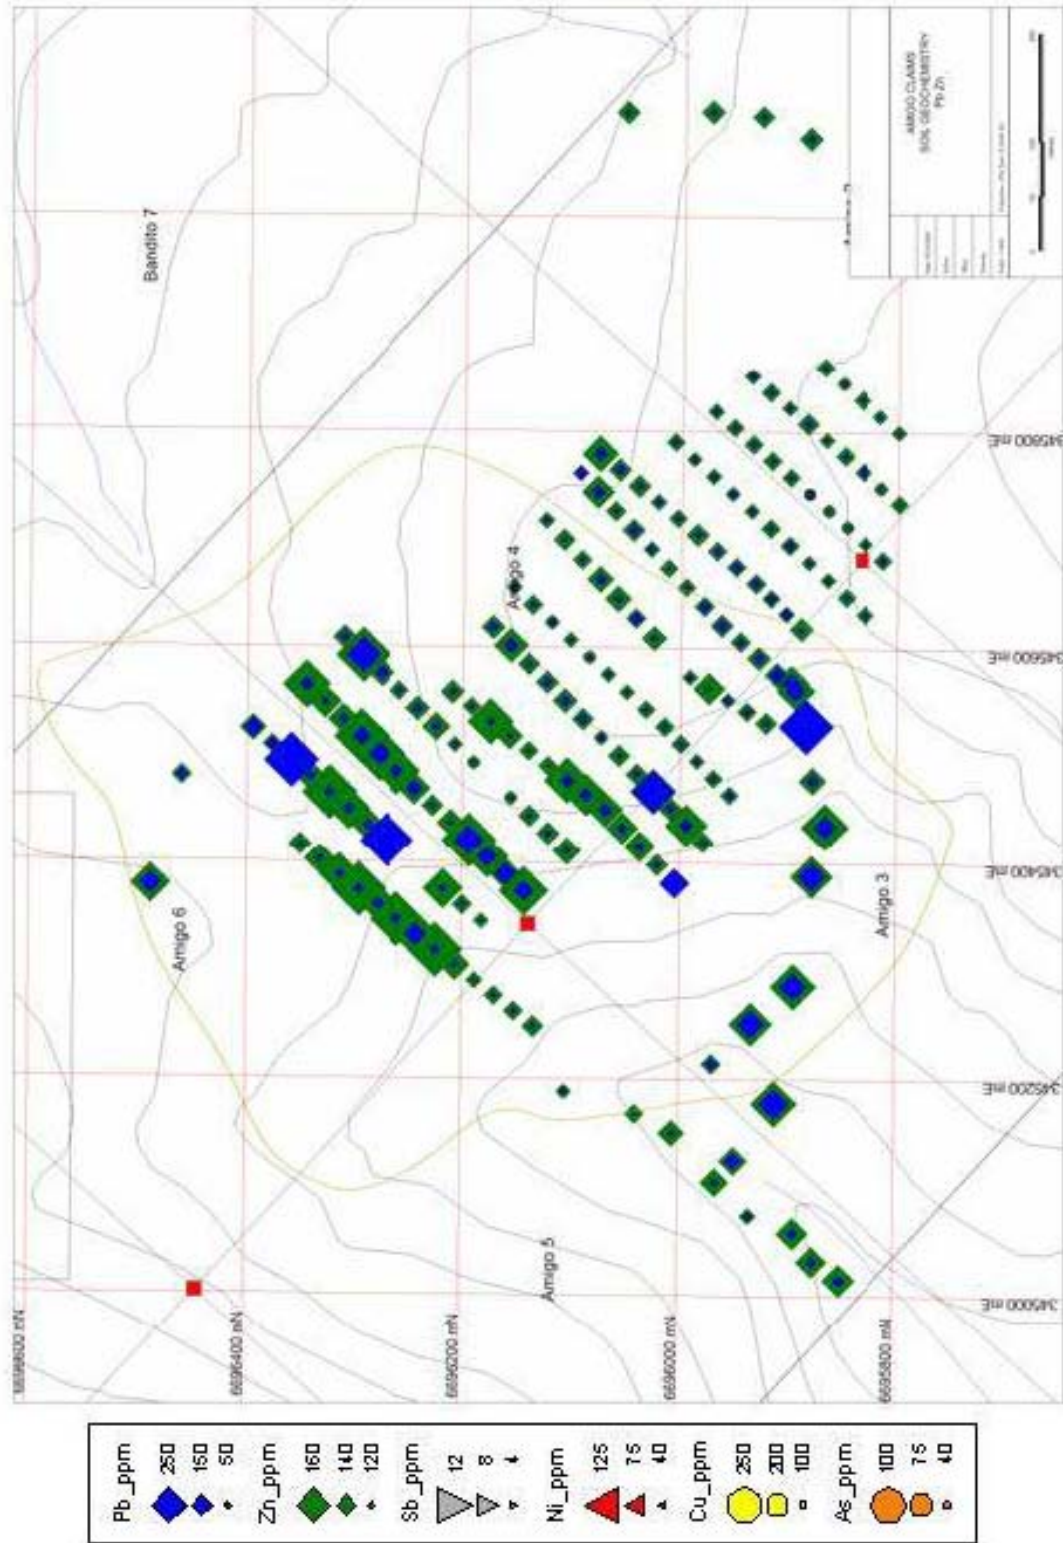 Bandito 7
Amigo 4
Amigo 6
Amigo 3
Amigo 5
AMIGO CLAIMS
SOIL GEOCHEMISTRY
Pb Zn
345800 mE
345600 mE
345400 mE
345200 mE
345000 mE
6696600 mN
6696400 mN
6696200 mN
6696000 mN
6695800 mN
Pb_ppm
250
150
50
Zn_ppm
160
140
120
Sb_ppm
12
8
4
Ni_ppm
125
75
40
Cu_ppm
250
200
100
As_ppm
100
75
40